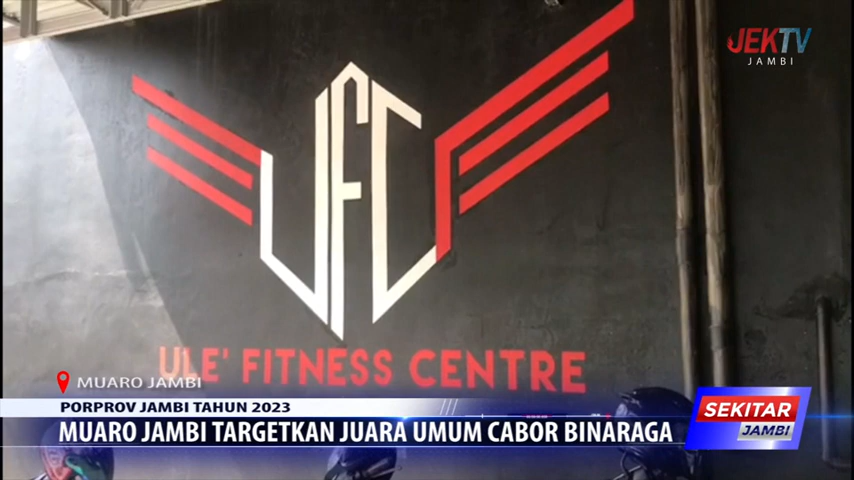 JEKTV
JAMBI
UFC
ULE' FITNESS CENTRE
MUARO JAMBI
PORPROV JAMBI TAHUN 2023
MUARO JAMBI TARGETKAN JUARA UMUM CABOR BINARAGA
SEKITAR
JAMBI